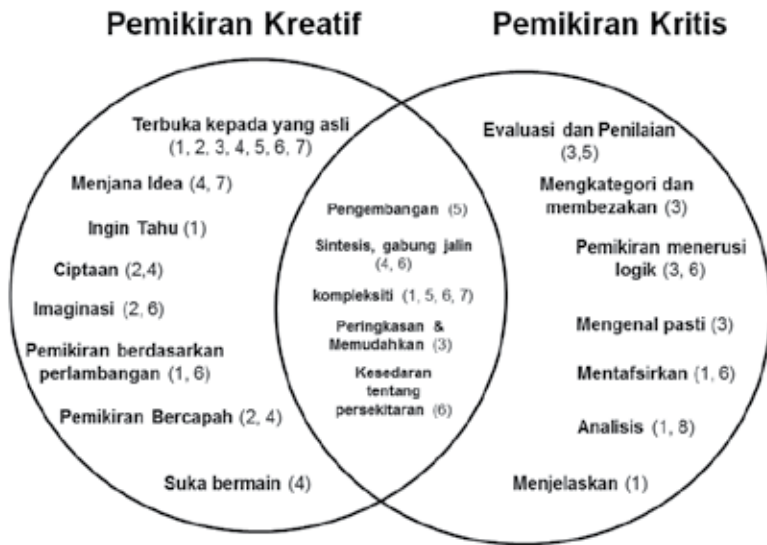 Pemikiran Kreatif
Pemikiran Kritis
Terbuka kepada yang asli
(1, 2, 3, 4, 5, 6, 7)
Menjana Idea (4, 7)
Ingin Tahu (1)
Ciptaan (2,4)
Imaginasi (2, 6)
Pemikiran berdasarkan
perlambangan (1, 6)
Pemikiran Bercapah (2, 4)
Suka bermain (4)
Pengembangan (5)
Sintesis, gabung jalin
(4, 6)
kompleksiti (1, 5, 6, 7)
Peringkasan &
Memudahkan (3)
Kesedaran
tentang
persekitaran (6)
Evaluasi dan Penilaian
(3,5)
Mengkategori dan
membezakan (3)
Pemikiran menerusi
logik (3, 6)
Mengenal pasti (3)
Mentafsirkan (1, 6)
Analisis (1, 8)
Menjelaskan (1)